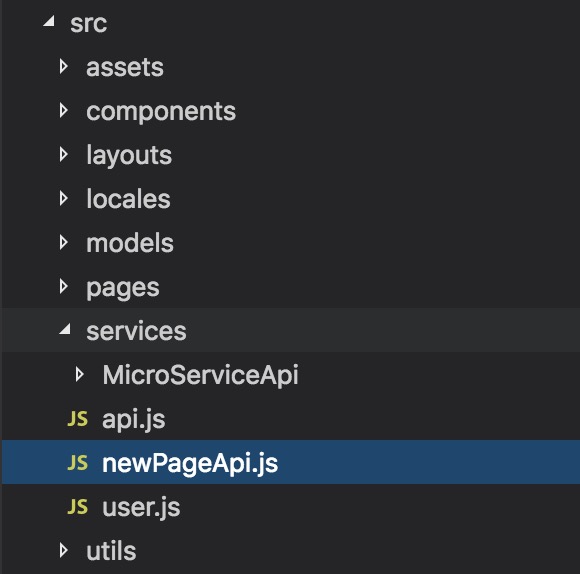 src
assets
components
layouts
locales
models
pages
services
MicroServiceApi
JS api.js
JS newPageApi.js
JS user.js
utils